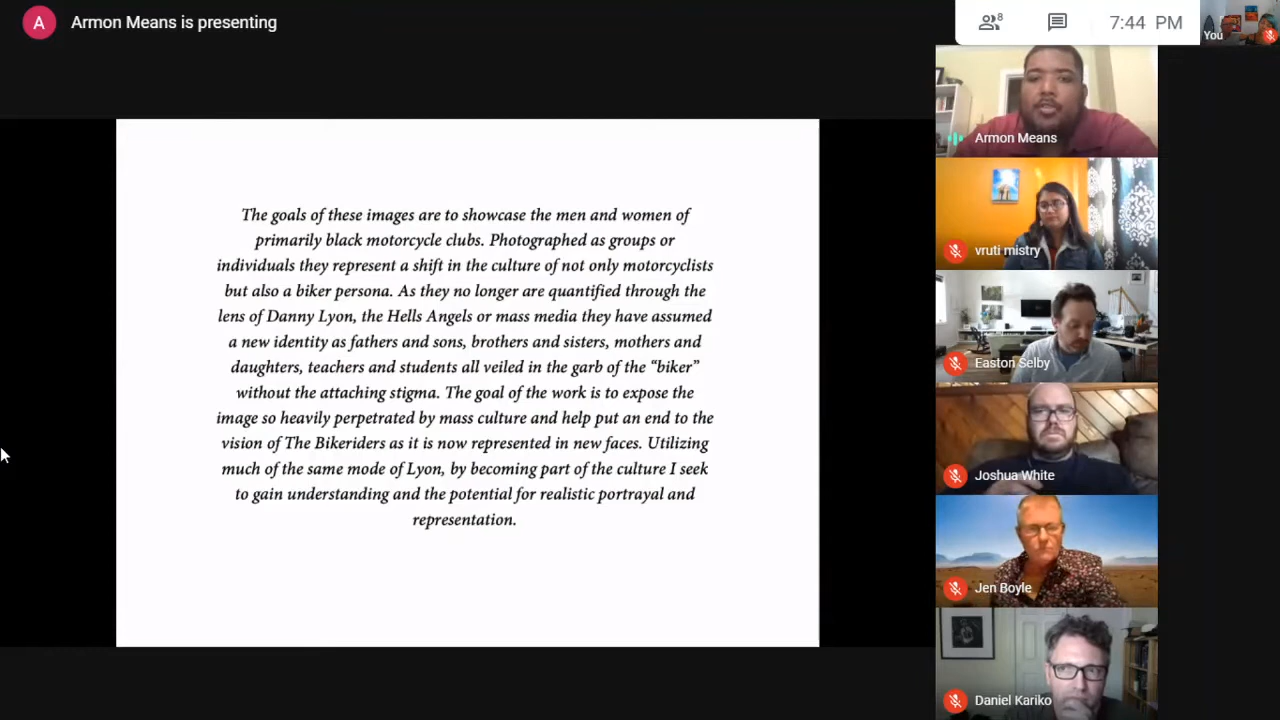 A
Armon Means is presenting
8
7:44 PM
You
The goals of these images are to showcase the men and women of
primarily black motorcycle clubs. Photographed as groups or
individuals they represent a shift in the culture of not only motorcyclists
but also a biker persona. As they no longer are quantified through the
lens of Danny Lyon, the Hells Angels or mass media they have assumed
a new identity as fathers and sons, brothers and sisters, mothers and
daughters, teachers and students all veiled in the garb of the “biker”
without the attaching stigma. The goal of the work is to expose the
image so heavily perpetrated by mass culture and help put an end to the
vision of The Bikeriders as it is now represented in new faces. Utilizing
much of the same mode of Lyon, by becoming part of the culture I seek
to gain understanding and the potential for realistic portrayal and
representation.
Armon Means
vruti mistry
Easton Selby
Joshua White
Jen Boyle
Daniel Kariko